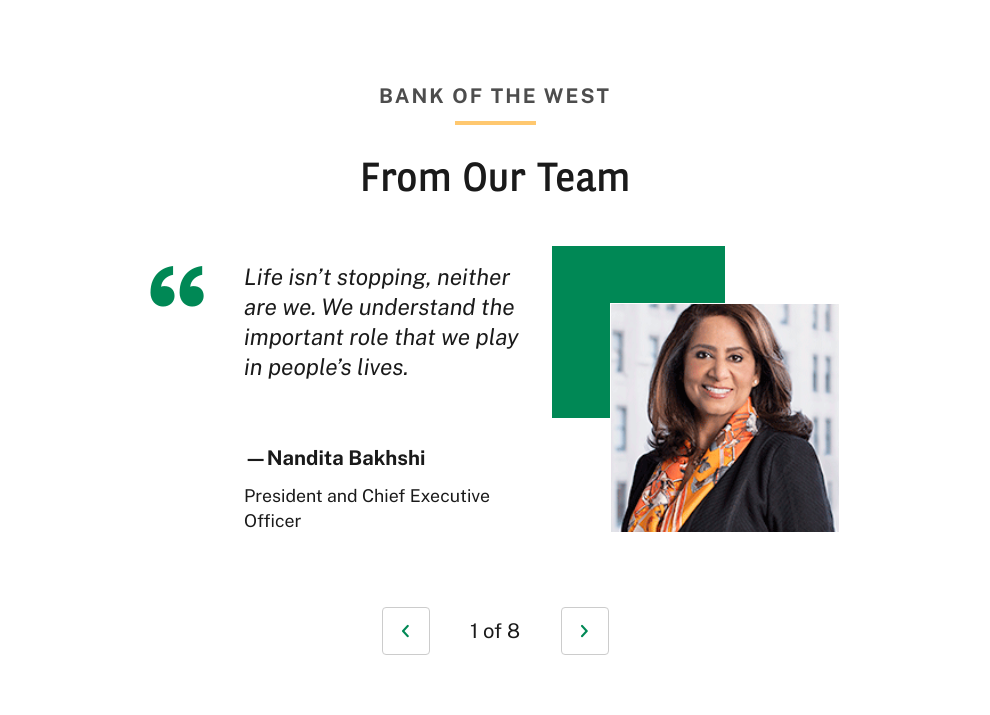 BANK OF THE WEST
From Our Team
“
Life isn’t stopping, neither
are we. We understand the
important role that we play
in people’s lives.
—Nandita Bakhshi
President and Chief Executive
Officer
1 of 8